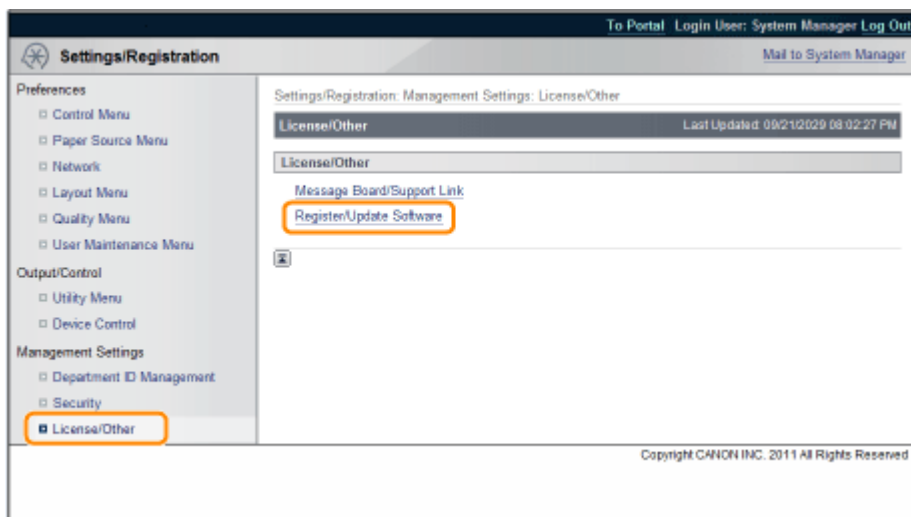 To Portal Login User: System Manager Log Out
Settings/Registration
Mail to System Manager
Preferences
Control Menu
Paper Source Menu
Network
Layout Menu
Quality Menu
User Maintenance Menu
Output/Control
Utility Menu
Device Control
Management Settings
Department ID Management
Security
License/Other
Settings/Registration: Management Settings: License/Other
License/Other Last Updated: 09/21/2029 08:02:27 PM
License/Other
Message Board/Support Link
Register/Update Software
Copyright CANON INC. 2011 All Rights Reserved